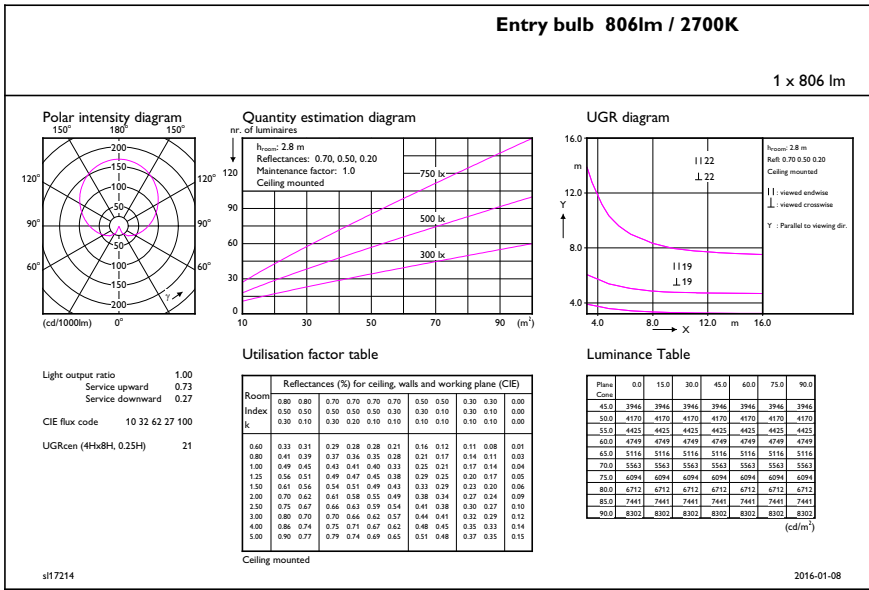 Entry bulb 806lm / 2700K
1 x 806 lm
Polar intensity diagram
150° 180° 150°
120° 120°
90° 90°
60° 60°
200
150
100
50
50
100
150
200
γ
(cd/1000lm) 0°
Quantity estimation diagram
nr. of luminaires
hroom: 2.8 m
Reflectances: 0.70, 0.50, 0.20
Maintenance factor: 1.0
Ceiling mounted
120
90
60
30
0
750 lx
500 lx
300 lx
10 30 50 70 90 (m²)
UGR diagram
16.0
m
12.0
Y
8.0
4.0
|| 22
⊥ 22
|| 19
⊥ 19
4.0 8.0 12.0 m 16.0
X
hroom: 2.8 m
Refl: 0.70 0.50 0.20
Ceiling mounted
|| : viewed endwise
⊥ : viewed crosswise
Y : Parallel to viewing dir.
Light output ratio 1.00
Service upward 0.73
Service downward 0.27
CIE flux code 10 32 62 27 100
UGRcen (4Hx8H, 0.25H) 21
Utilisation factor table
Room Index k
Reflectances (%) for ceiling, walls and working plane (CIE)
0.80 0.80 0.70 0.70 0.70 0.70 0.50 0.50 0.30 0.30 0.00
0.50 0.50 0.50 0.50 0.50 0.30 0.30 0.10 0.30 0.10 0.00
0.30 0.10 0.30 0.20 0.10 0.10 0.10 0.10 0.10 0.10 0.00
0.60 0.33 0.31 0.29 0.28 0.28 0.21 0.16 0.12 0.11 0.08 0.01
0.80 0.41 0.39 0.37 0.36 0.35 0.28 0.21 0.17 0.14 0.11 0.03
1.00 0.49 0.45 0.43 0.41 0.40 0.33 0.25 0.21 0.17 0.14 0.04
1.25 0.56 0.51 0.49 0.47 0.45 0.38 0.29 0.25 0.20 0.17 0.05
1.50 0.61 0.56 0.54 0.51 0.49 0.43 0.33 0.29 0.23 0.20 0.06
2.00 0.70 0.62 0.61 0.58 0.55 0.49 0.38 0.34 0.27 0.24 0.09
2.50 0.75 0.67 0.66 0.63 0.59 0.54 0.41 0.38 0.30 0.27 0.10
3.00 0.80 0.70 0.70 0.66 0.62 0.57 0.44 0.41 0.32 0.29 0.12
4.00 0.86 0.74 0.75 0.71 0.67 0.62 0.48 0.45 0.35 0.33 0.14
5.00 0.90 0.77 0.79 0.74 0.69 0.65 0.51 0.48 0.37 0.35 0.15
Ceiling mounted
Luminance Table
Plane 0.0 15.0 30.0 45.0 60.0 75.0 90.0
Cone
45.0 3946 3946 3946 3946 3946 3946 3946
50.0 4170 4170 4170 4170 4170 4170 4170
55.0 4425 4425 4425 4425 4425 4425 4425
60.0 4749 4749 4749 4749 4749 4749 4749
65.0 5116 5116 5116 5116 5116 5116 5116
70.0 5563 5563 5563 5563 5563 5563 5563
75.0 6094 6094 6094 6094 6094 6094 6094
80.0 6712 6712 6712 6712 6712 6712 6712
85.0 7441 7441 7441 7441 7441 7441 7441
90.0 8302 8302 8302 8302 8302 8302 8302
(cd/m²)
sl17214
2016-01-08